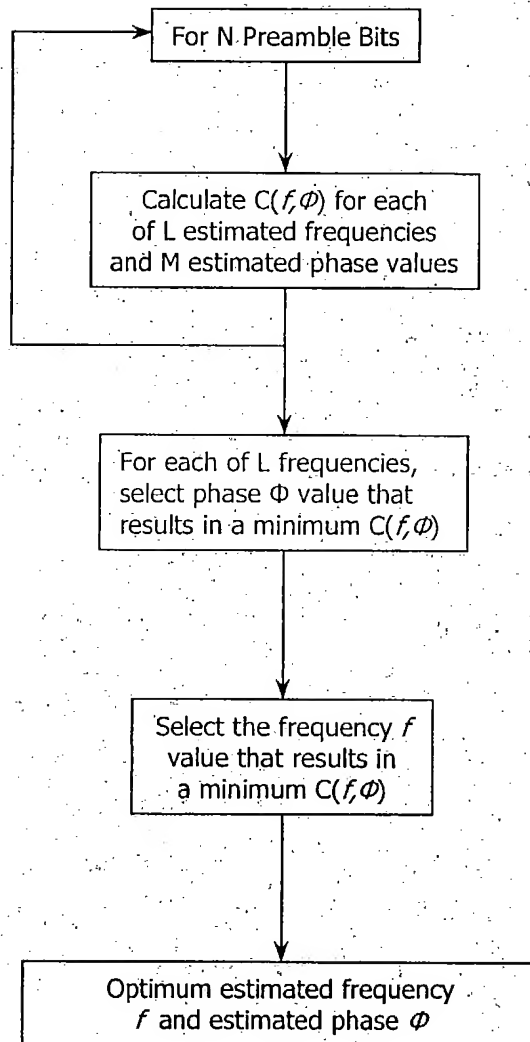 For N Preamble Bits
Calculate C(f,Φ) for each
of L estimated frequencies
and M estimated phase values
For each of L frequencies,
select phase Φ value that
results in a minimum C(f,Φ)
Select the frequency f
value that results in
a minimum C(f,Φ)
Optimum estimated frequency
f and estimated phase Φ